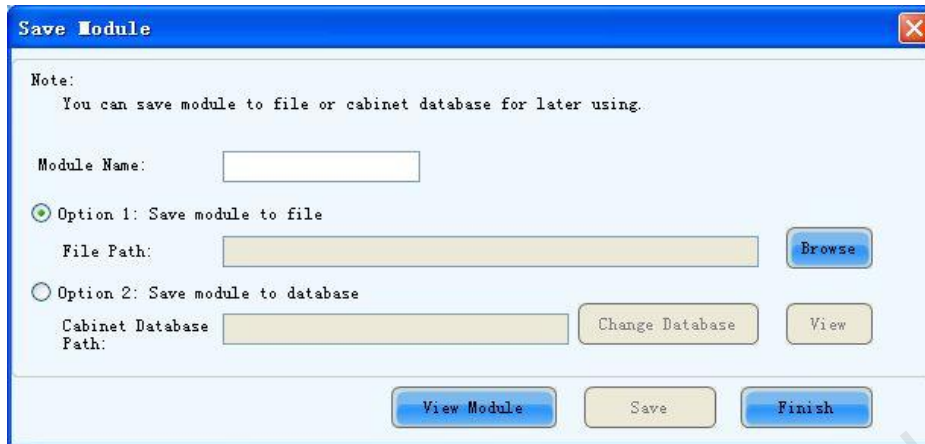 Save Module
Note:
You can save module to file or cabinet database for later using.
Module Name:
Option 1: Save module to file
File Path:
Browse
Option 2: Save module to database
Cabinet Database
Path:
Change Database
View
View Module
Save
Finish